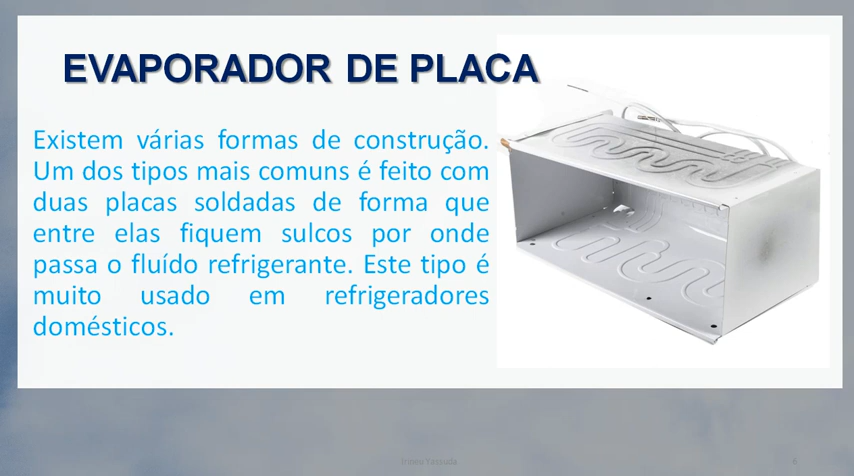 EVAPORADOR DE PLACA
Existem várias formas de construção.
Um dos tipos mais comuns é feito com
duas placas soldadas de forma que
entre elas fiquem sulcos por onde
passa o fluído refrigerante. Este tipo é
muito usado em refrigeradores
domésticos.